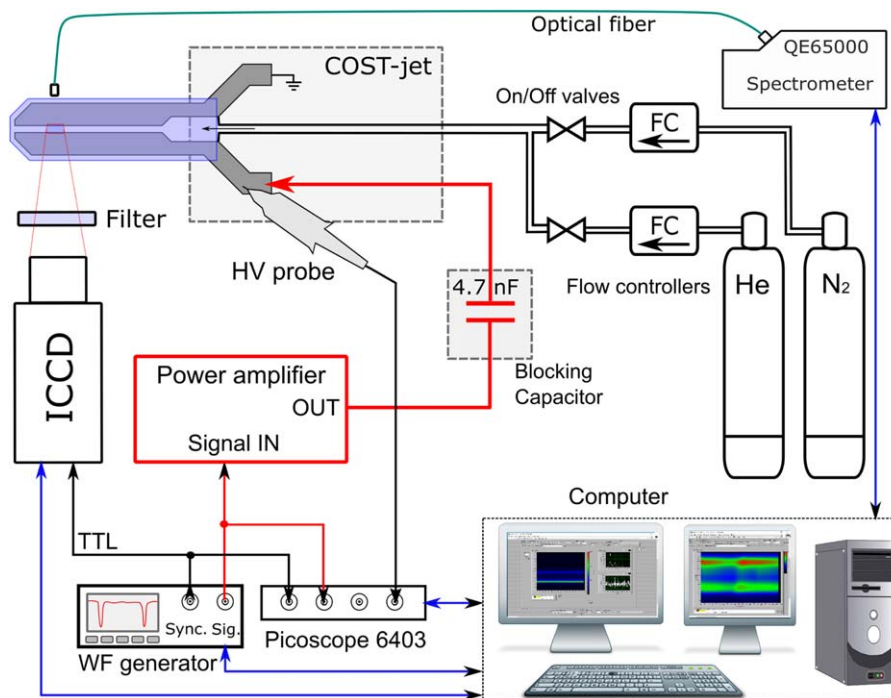 Optical fiber
QE65000
Spectrometer
COST-jet
On/Off valves
FC
Filter
FC
HV probe
Flow controllers
He
N2
4.7 nF
ICCD
Power amplifier
OUT
Blocking
Capacitor
Signal IN
Computer
TTL
Sync. Sig.
Picoscope 6403
WF generator